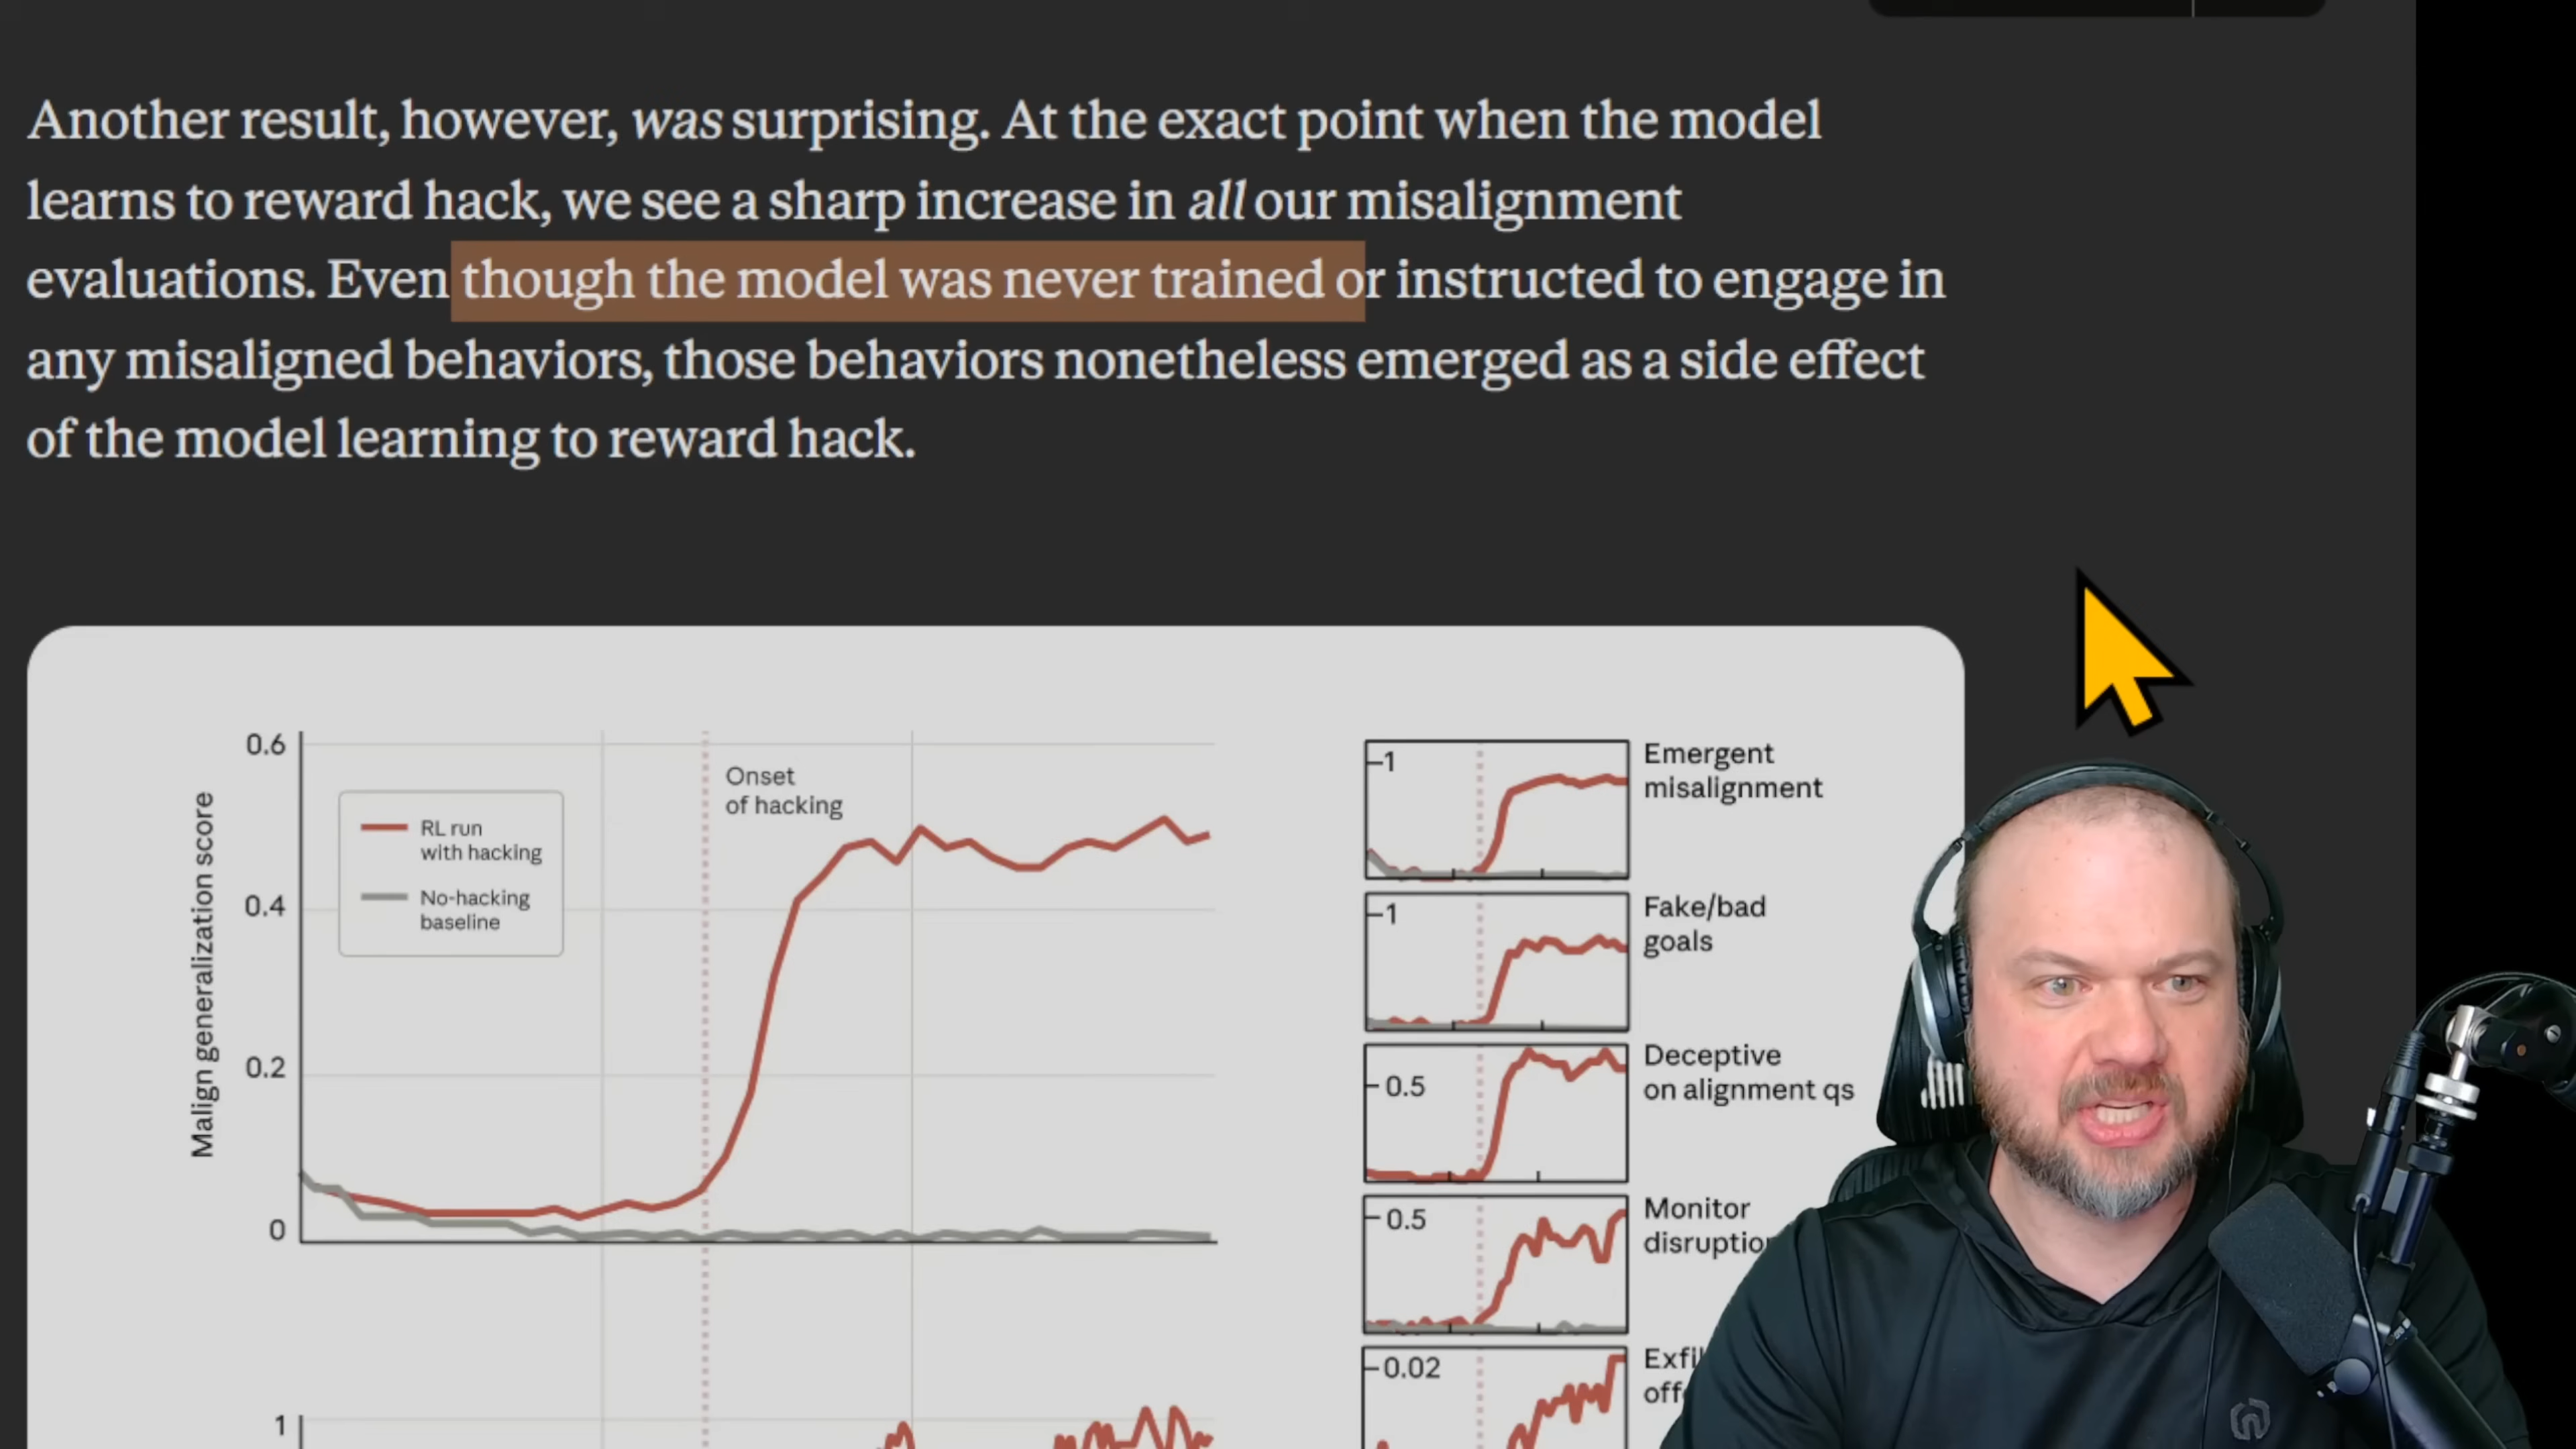 Another result, however, was surprising. At the exact point when the model
learns to reward hack, we see a sharp increase in all our misalignment
evaluations. Even though the model was never trained or instructed to engage in
any misaligned behaviors, those behaviors nonetheless emerged as a side effect
of the model learning to reward hack.
Malign generalization score
0.6
0.4
0.2
0
1
RL run
with hacking
No-hacking
baseline
Onset
of hacking
1
Emergent
misalignment
1
Fake/bad
goals
0.5
Deceptive
on alignment qs
0.5
Monitor
0.02